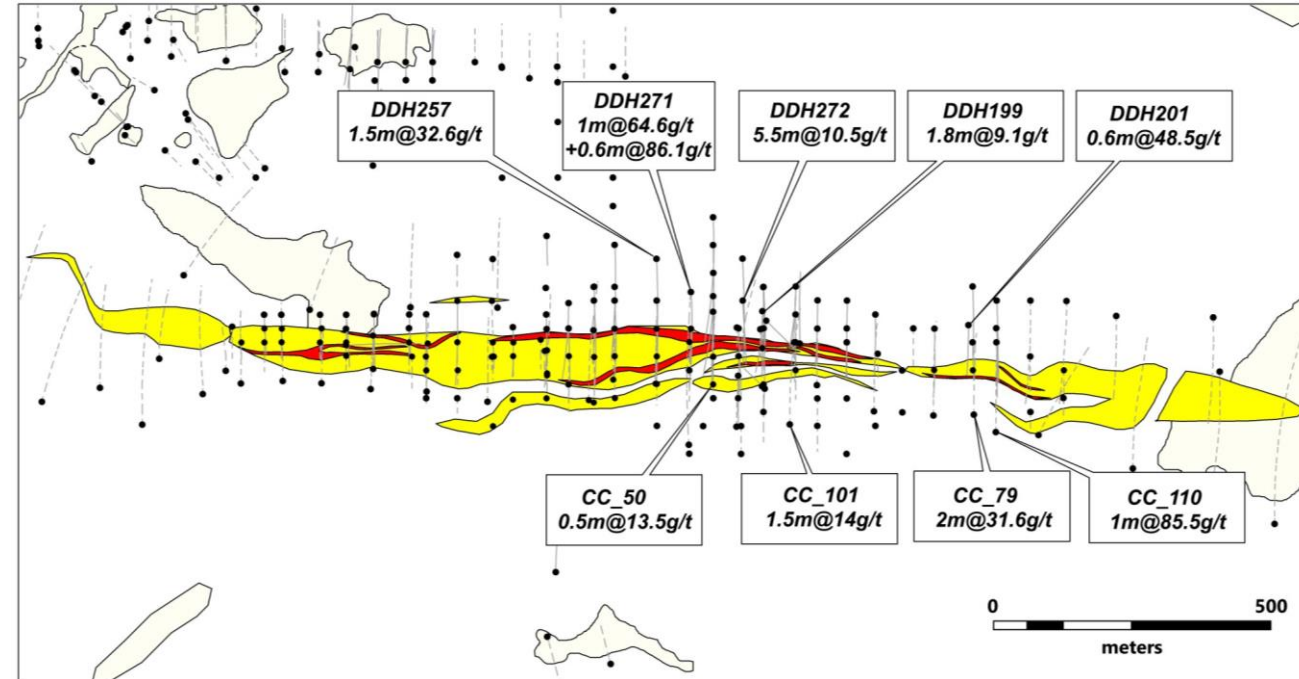 DDH257
1.5m@32.6g/t
DDH271
1m@64.6g/t
+0.6m@86.1g/t
DDH272
5.5m@10.5g/t
DDH199
1.8m@9.1g/t
DDH201
0.6m@48.5g/t
CC_50
0.5m@13.5g/t
CC_101
1.5m@14g/t
CC_79
2m@31.6g/t
CC_110
1m@85.5g/t
0 500
meters